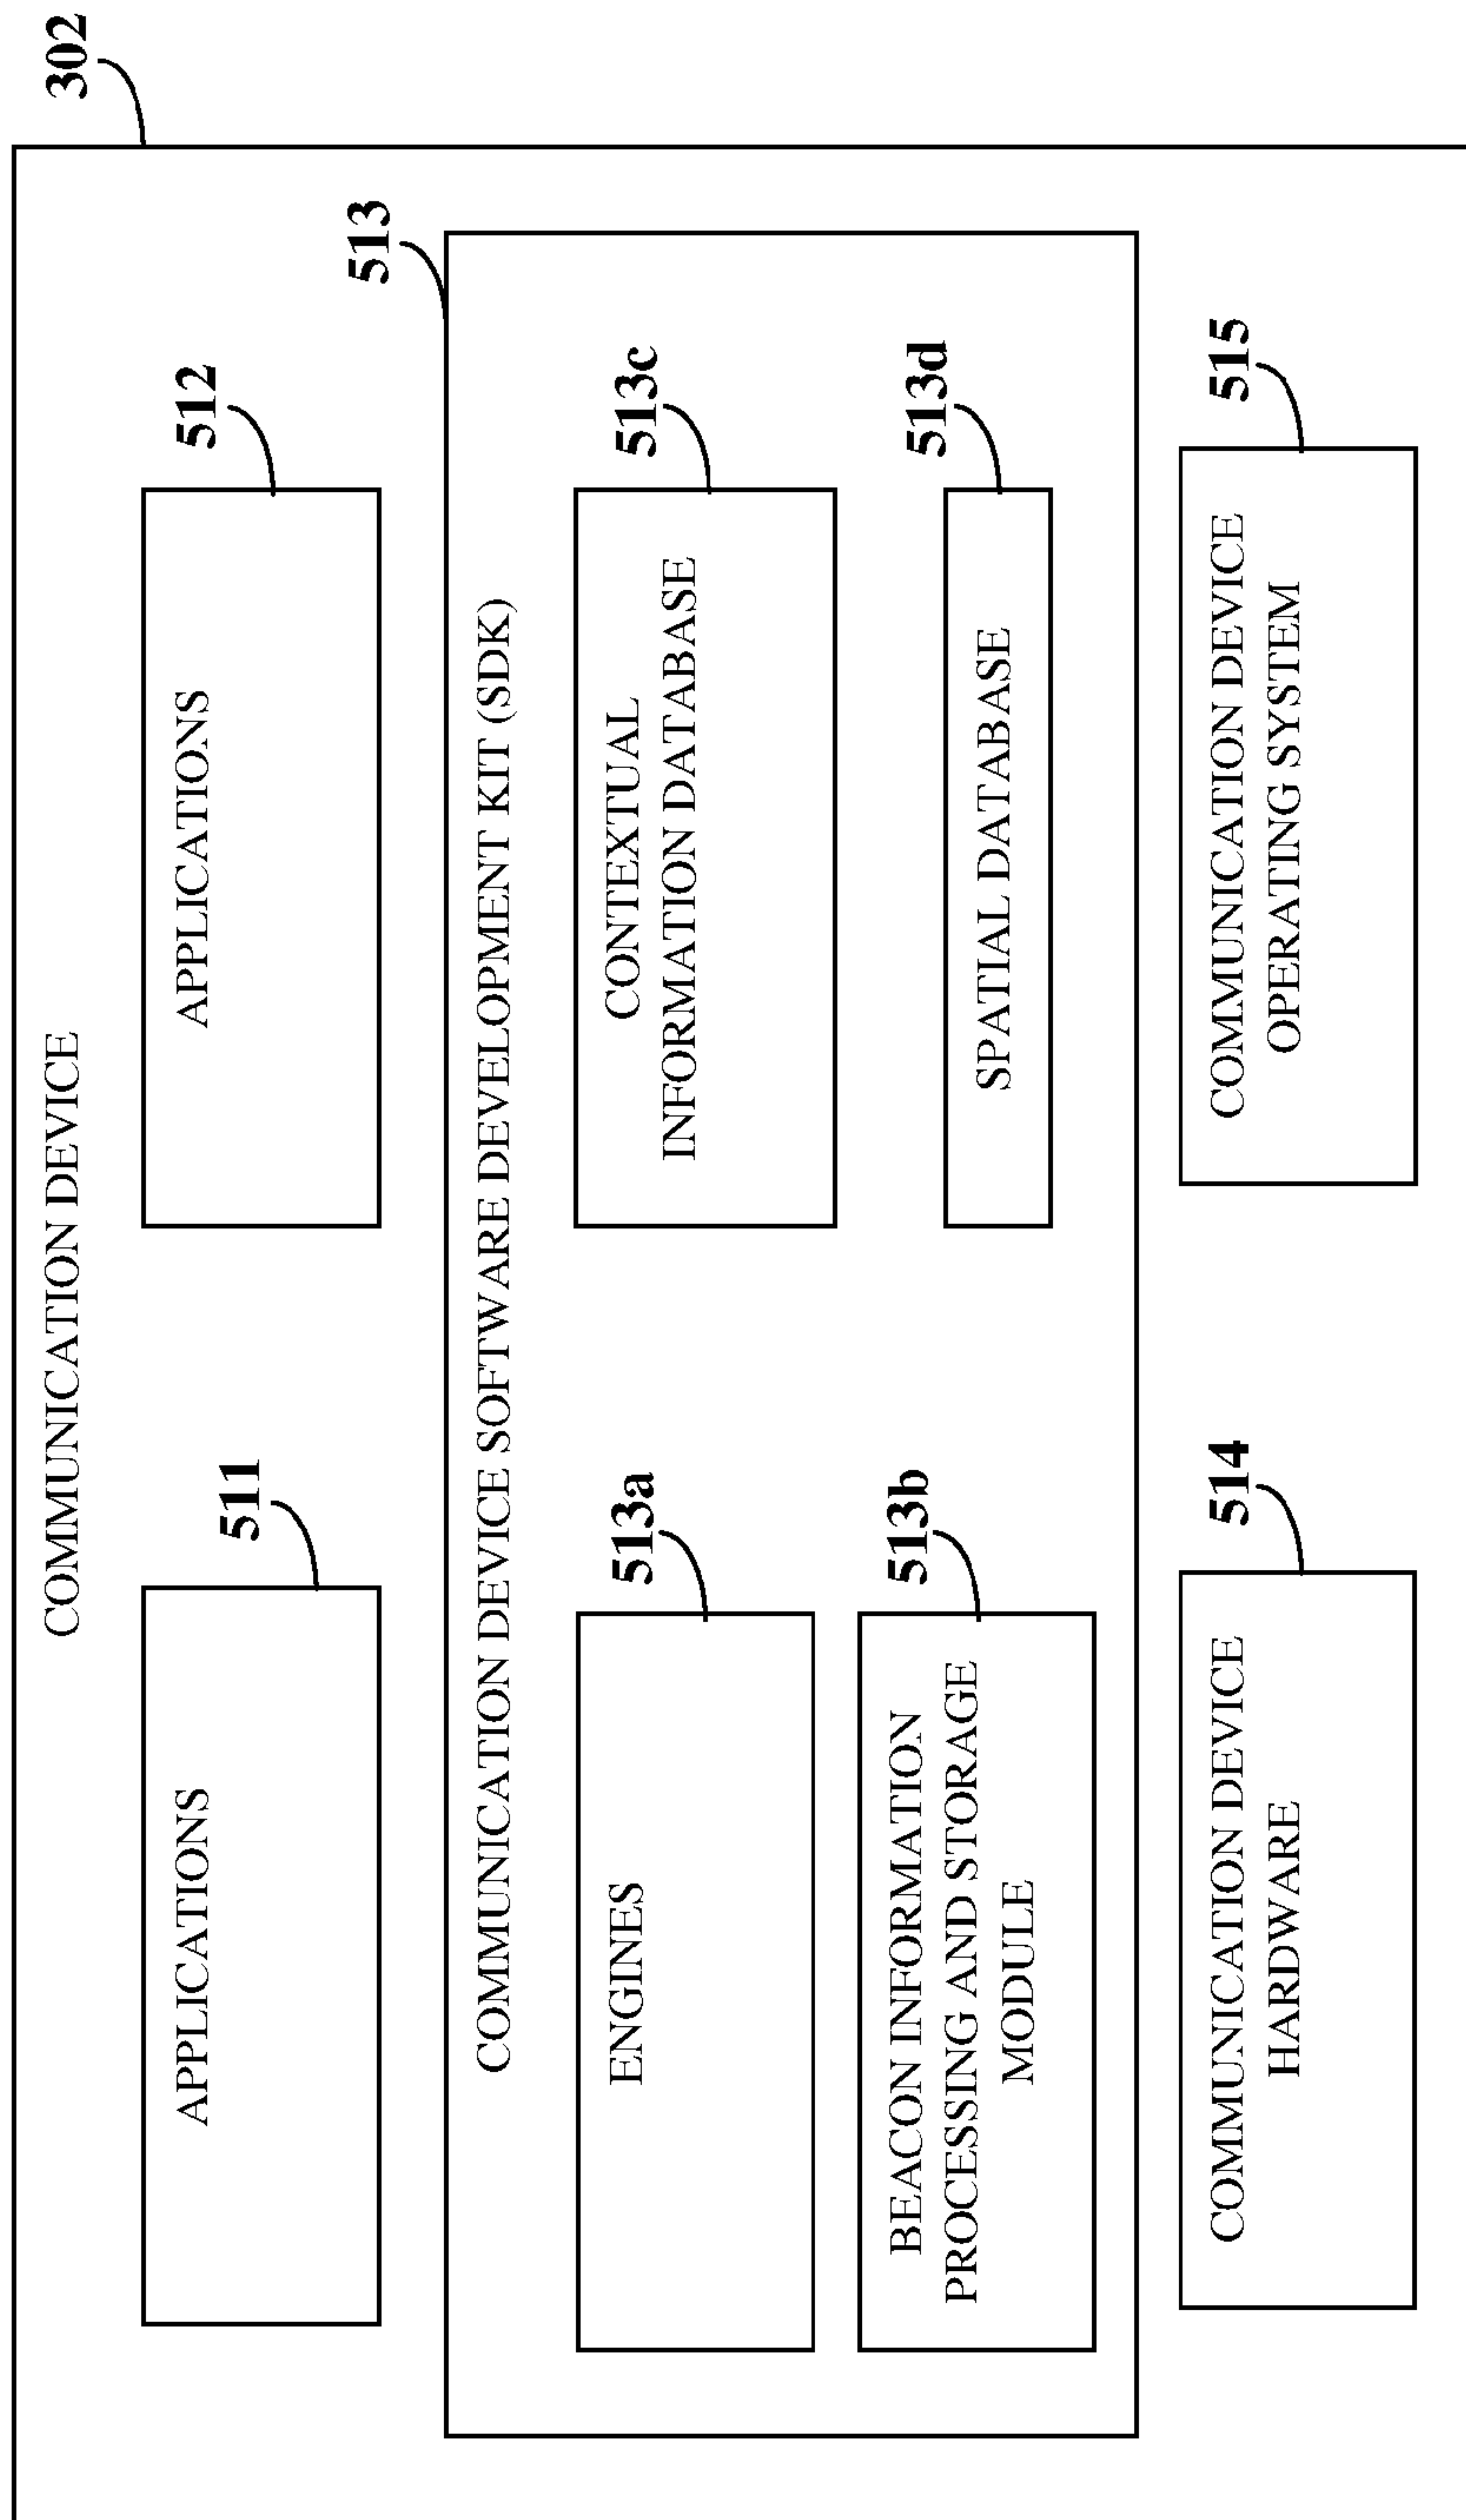 302
COMMUNICATION DEVICE
511
512
APPLICATIONS
APPLICATIONS
513
COMMUNICATION DEVICE SOFTWARE DEVELOPMENT KIT (SDK)
513a
513c
ENGINES
CONTEXTUAL
INFORMATION DATABASE
513b
513d
BEACON INFORMATION
PROCESSING AND STORAGE
MODULE
SPATIAL DATABASE
514
515
COMMUNICATION DEVICE
HARDWARE
COMMUNICATION DEVICE
OPERATING SYSTEM